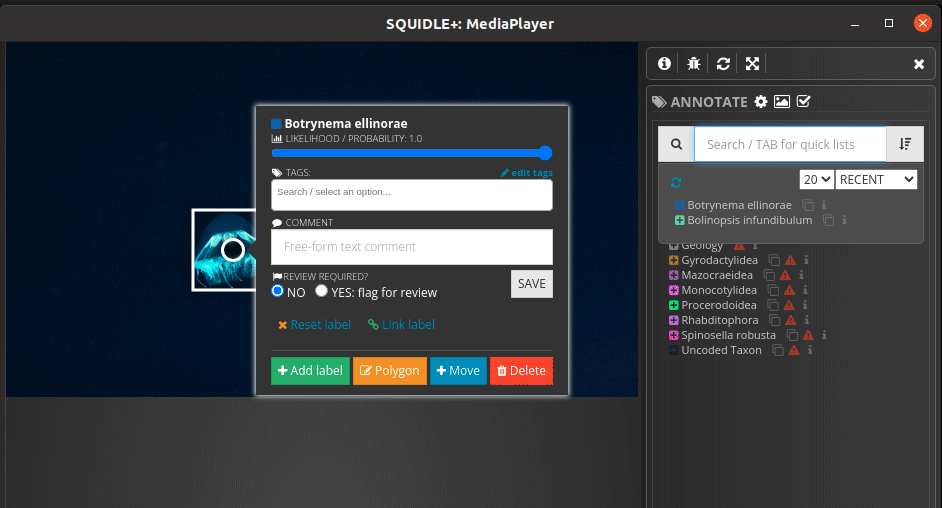 SQUIDLE+: MediaPlayer
ANNOTATE
Search / TAB for quick lists
20 RECENT
Botrynema ellinorae
Bolinopsis infundibulum
Geology
Gyrodactylidea
Mazocraeidea
Monocotylidea
Procerodoidea
Rhabditophora
Spinosella robusta
Uncoded Taxon
Botrynema ellinorae
LIKELIHOOD / PROBABILITY: 1.0
TAGS: edit tags
Search / select an option...
COMMENT
Free-form text comment
REVIEW REQUIRED?
NO YES: flag for review
SAVE
Reset label Link label
Add label Polygon Move Delete